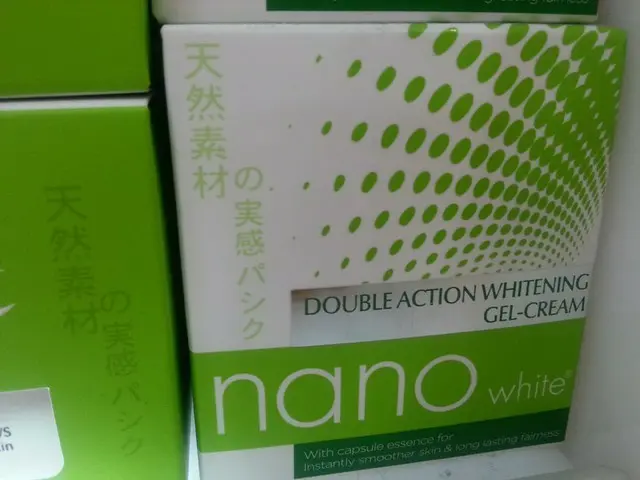 天然素材
の実感パシク
天然素材
の実感パシク
DOUBLE ACTION WHITENING
GEL-CREAM
nano white®
With capsule essence for
Instantly smoother skin & long lasting fairness